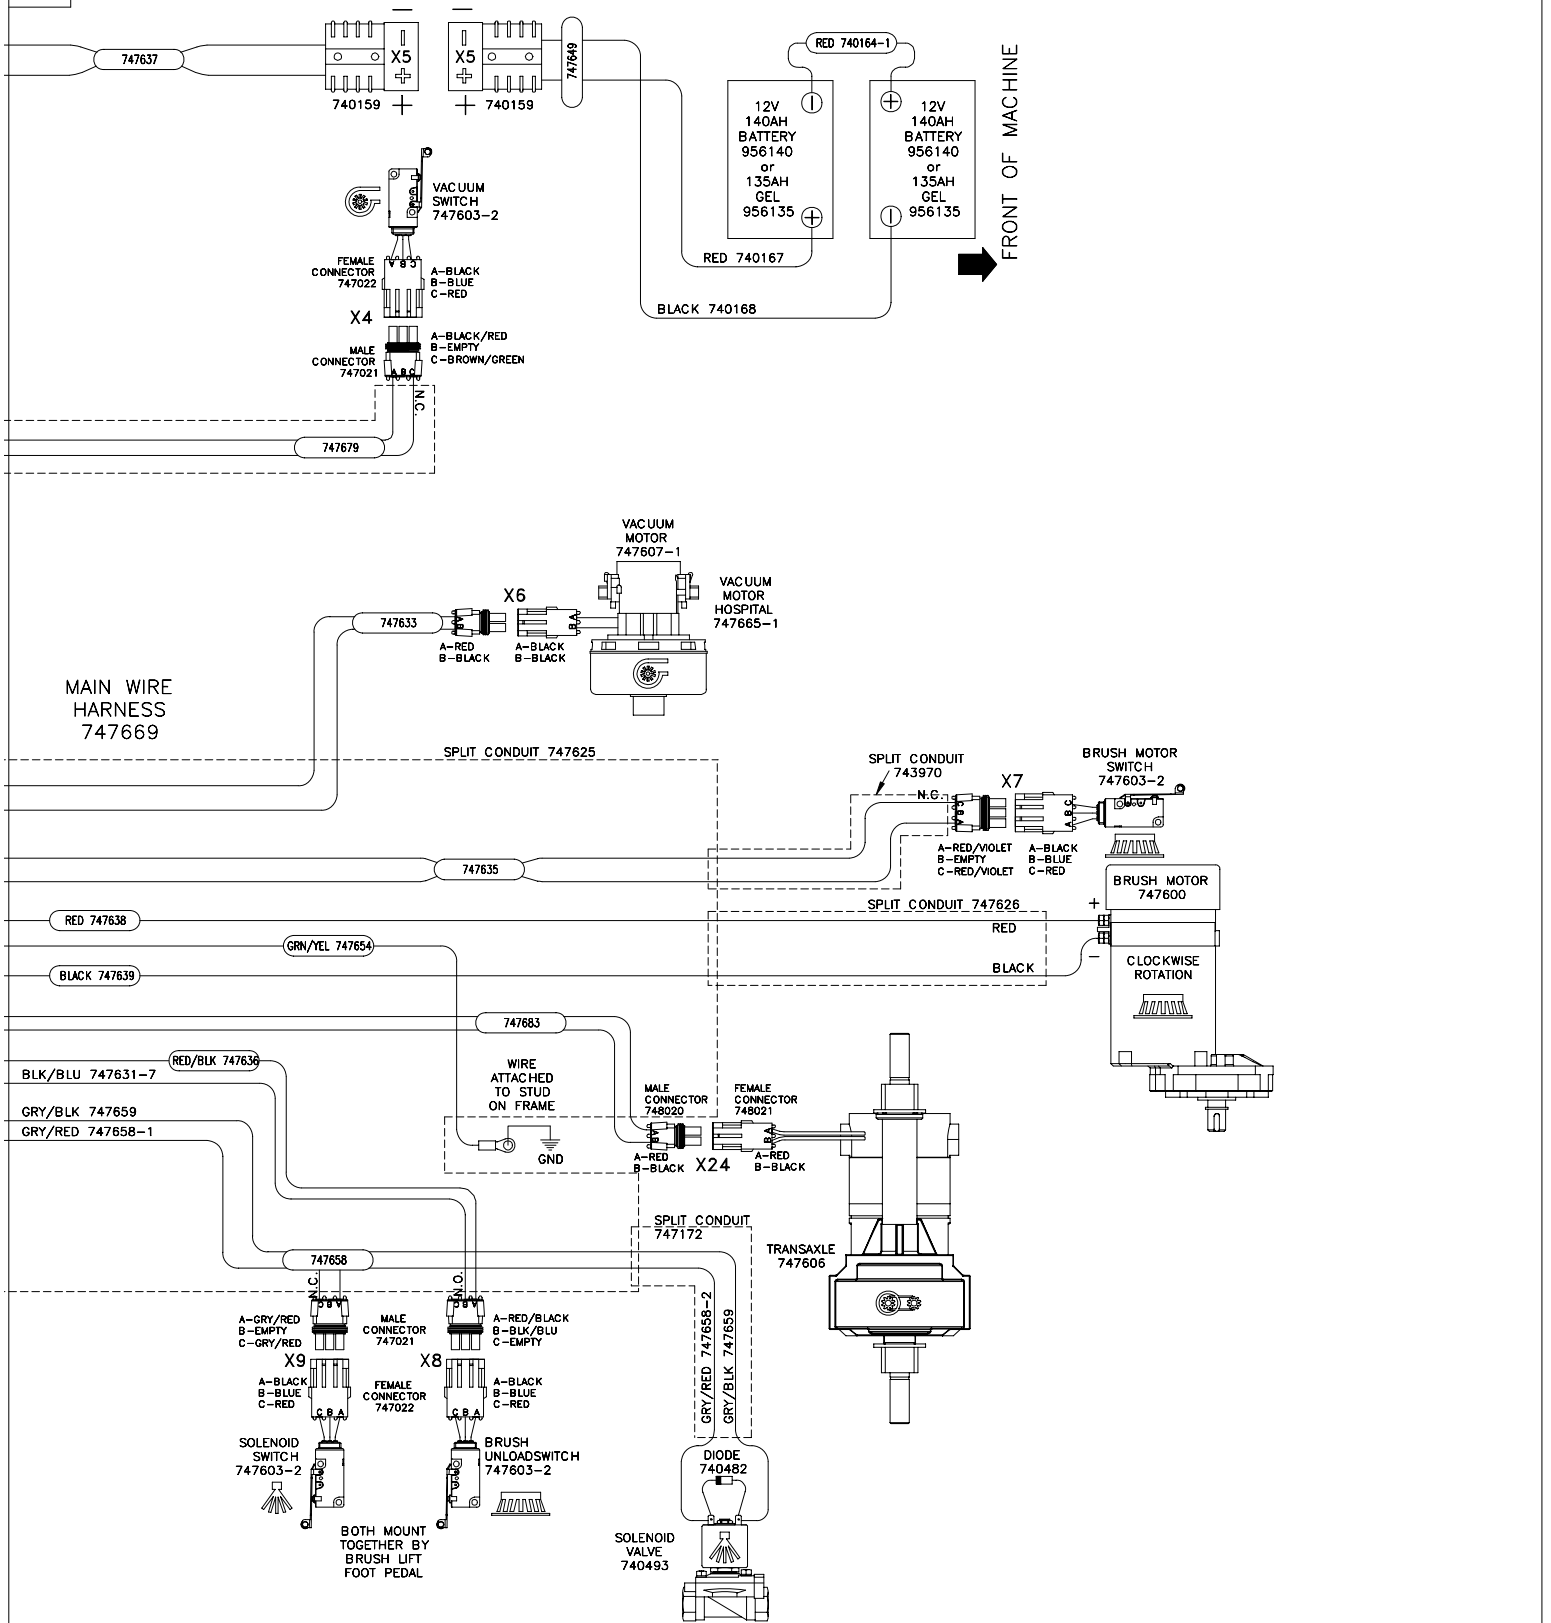 747637
X5
−
+
740159
X5
−
+
740159
747649
RED 740164-1
12V
140AH
BATTERY
956140
or
135AH
GEL
956135
12V
140AH
BATTERY
956140
or
135AH
GEL
956135
FRONT OF MACHINE
RED 740167
BLACK 740168
VACUUM
SWITCH
747603-2
FEMALE
CONNECTOR
747022
A B C
A-BLACK
B-BLUE
C-RED
X4
MALE
CONNECTOR
747021
A-BLACK/RED
B-EMPTY
C-BROWN/GREEN
A B C
N.C.
747679
VACUUM
MOTOR
747607-1
VACUUM
MOTOR
HOSPITAL
747665-1
X6
747633
A B
B A
A-RED
B-BLACK
A-BLACK
B-BLACK
MAIN WIRE
HARNESS
747669
SPLIT CONDUIT 747625
SPLIT CONDUIT
743970
X7
BRUSH MOTOR
SWITCH
747603-2
N.C.
A B C
A B C
A-RED/VIOLET
B-EMPTY
C-RED/VIOLET
A-BLACK
B-BLUE
C-RED
747635
BRUSH MOTOR
747600
SPLIT CONDUIT 747626
+
RED 747638
RED
GRN/YEL 747654
BLACK 747639
BLACK
−
CLOCKWISE
ROTATION
747683
RED/BLK 747636
BLK/BLU 747631-7
GRY/BLK 747659
GRY/RED 747658-1
WIRE
ATTACHED
TO STUD
ON FRAME
GND
MALE
CONNECTOR
748020
FEMALE
CONNECTOR
748021
A B
B A
A-RED
B-BLACK
X24
A-RED
B-BLACK
SPLIT CONDUIT
747172
TRANSAXLE
747606
747658
N.C.
N.O.
C B A
C B A
A-GRY/RED
B-EMPTY
C-GRY/RED
MALE
CONNECTOR
747021
A-RED/BLACK
B-BLK/BLU
C-EMPTY
X9
X8
A-BLACK
B-BLUE
C-RED
FEMALE
CONNECTOR
747022
A-BLACK
B-BLUE
C-RED
C B A
C B A
GRY/RED 747658-2
GRY/BLK 747659
SOLENOID
SWITCH
747603-2
BRUSH
UNLOADSWITCH
747603-2
DIODE
740482
BOTH MOUNT
TOGETHER BY
BRUSH LIFT
FOOT PEDAL
SOLENOID
VALVE
740493